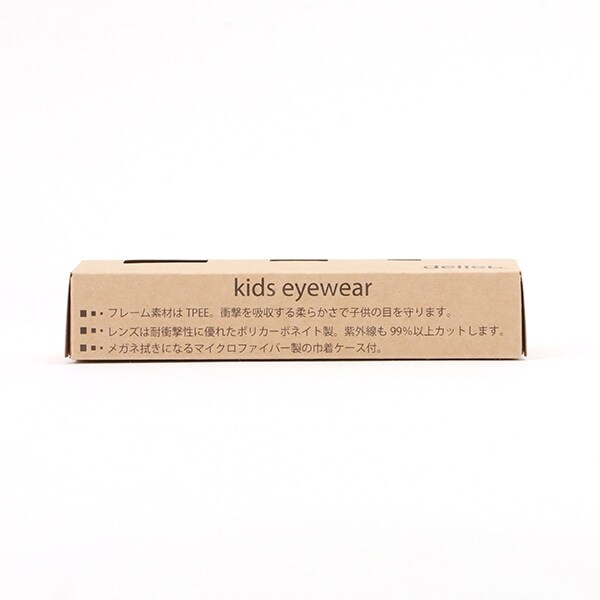 kids eyewear
■■・フレーム素材は TPEE。衝撃を吸収する柔らかさで子供の目を守ります。
■■・レンズは耐衝撃性に優れたポリカーボネイト製。紫外線も 99％以上カットします。
■■・メガネ拭きになるマイクロファイバー製の巾着ケース付。